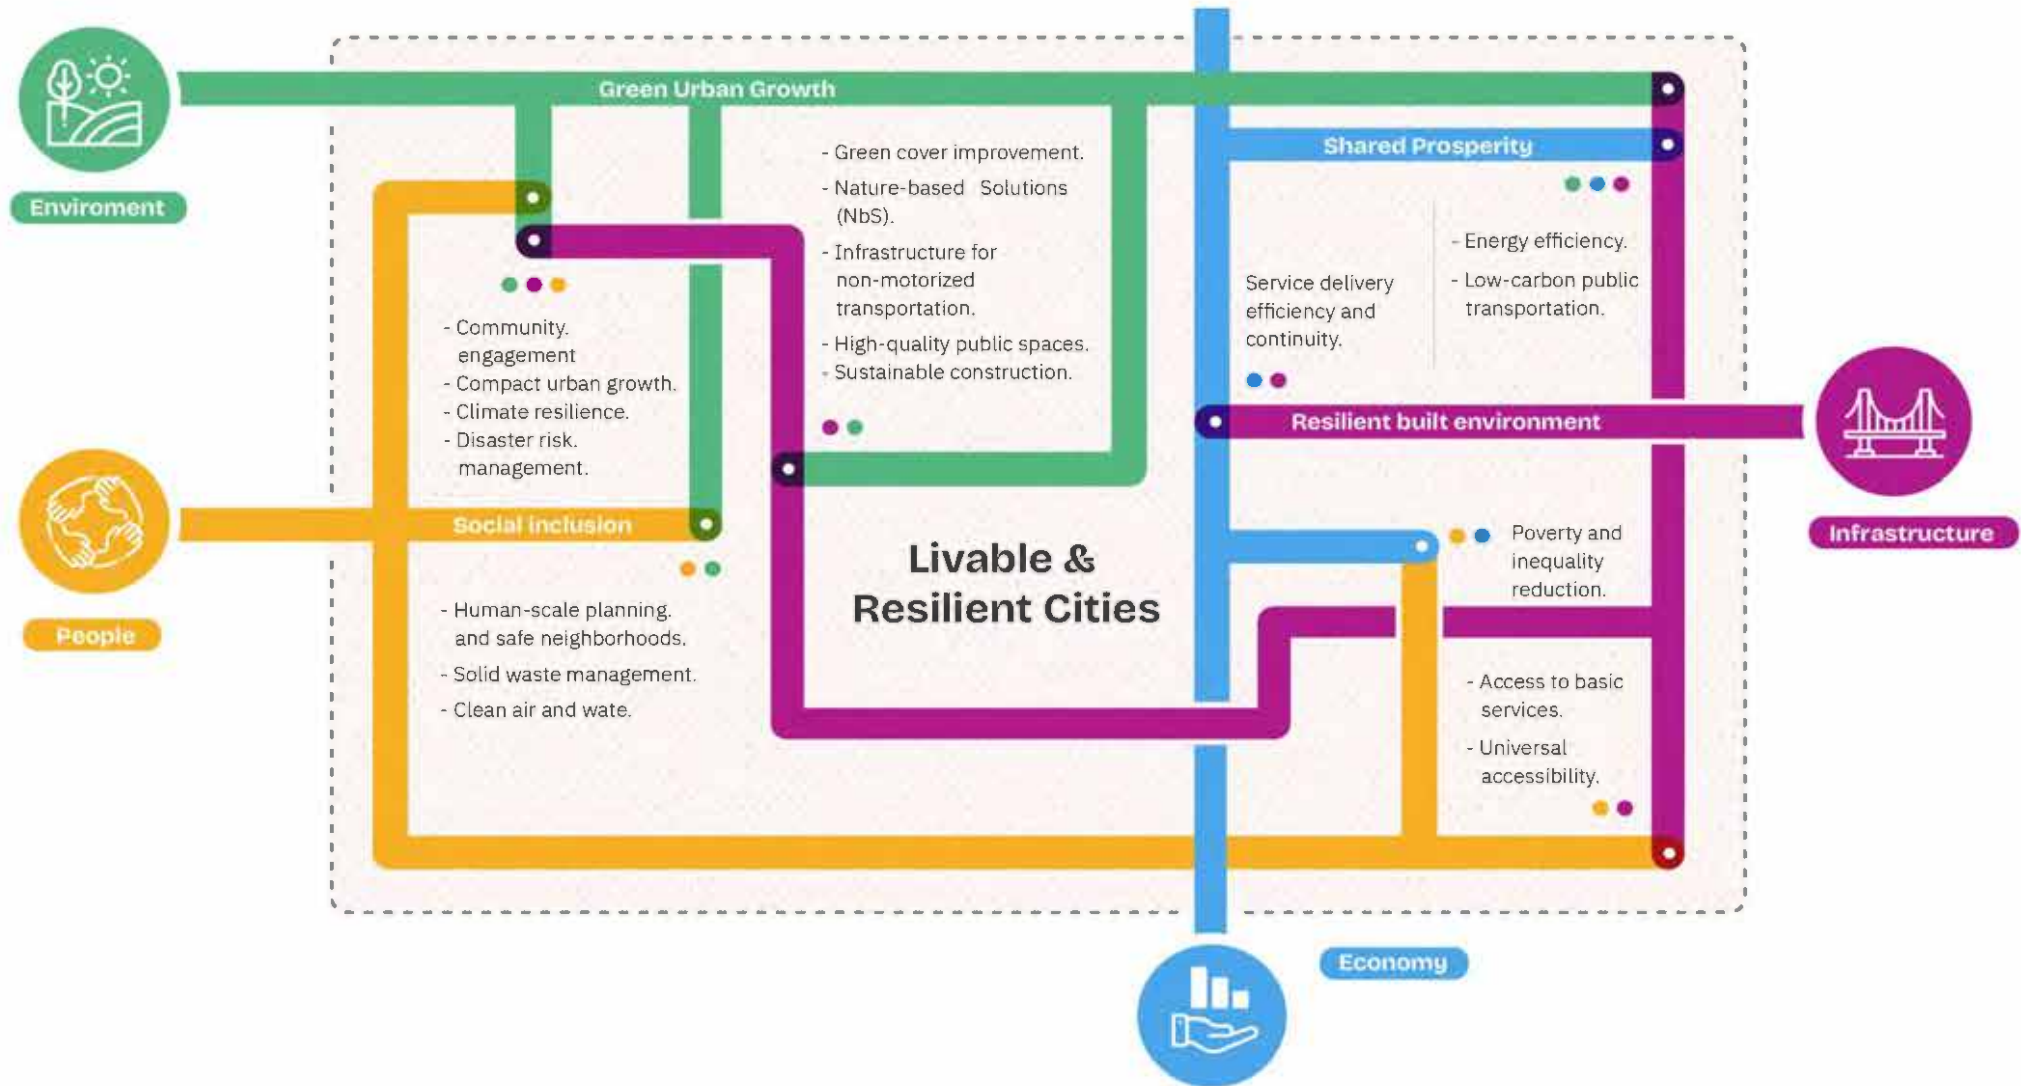 Green Urban Growth
Enviroment
Shared Prosperity
- Green cover improvement.
- Nature-based Solutions
(NbS).
- Infrastructure for
non-motorized
transportation.
- High-quality public spaces.
- Sustainable construction.
- Energy efficiency.
- Low-carbon public
transportation.
Service delivery
efficiency and
continuity.
- Community.
engagement
- Compact urban growth.
- Climate resilience.
- Disaster risk.
management.
Resilient built environment
Infrastructure
Social inclusion
People
Livable &
Resilient Cities
Poverty and
inequality
reduction.
- Human-scale planning.
and safe neighborhoods.
- Solid waste management.
- Clean air and wate.
- Access to basic
services.
- Universal
accessibility.
Economy